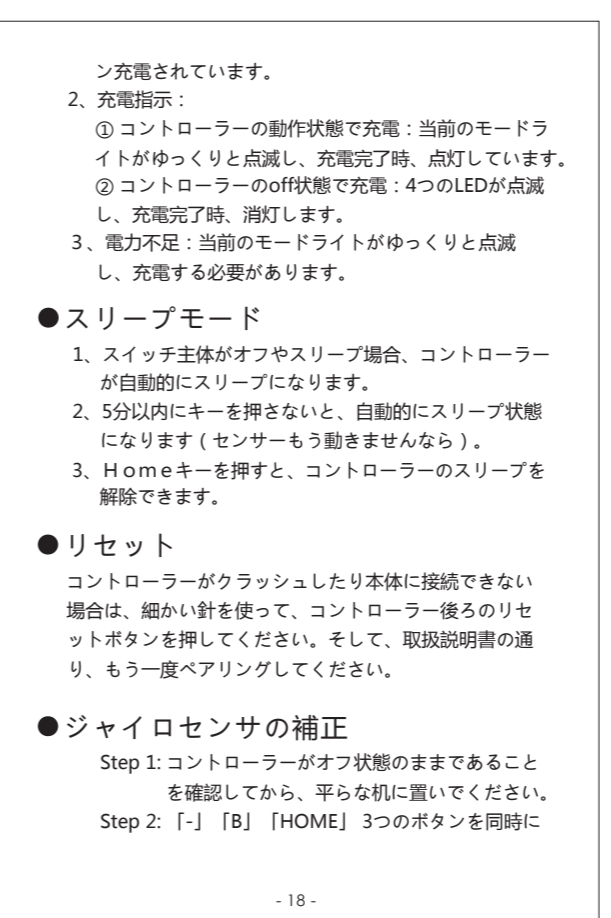 ン充電されています。
2、充電指示：
① コントローラーの動作状態で充電：当前のモードラ
イトがゆっくりと点滅し、充電完了時、点灯しています。
② コントローラーのoff状態で充電：4つのLEDが点滅
し、充電完了時、消灯します。
３、電力不足：当前のモードライトがゆっくりと点滅
し、充電する必要があります。
●スリープモード
1、スイッチ主体がオフやスリープ場合、コントローラー
が自動的にスリープになります。
2、5分以内にキーを押さないと、自動的にスリープ状態
になります（センサーもう動きませんなら）。
3、Ｈｏｍｅキーを押すと、コントローラーのスリープを
解除できます。
●リセット
コントローラーがクラッシュしたり本体に接続できない
場合は、細かい針を使って、コントローラー後ろのリセ
ットボタンを押してください。そして、取扱説明書の通
り、もう一度ペアリングしてください。
●ジャイロセンサの補正
Step 1: コントローラーがオフ状態のままであること
を確認してから、平らな机に置いでください。
Step 2: 「-」「B」「HOME」 3つのボタンを同時に
- 18 -